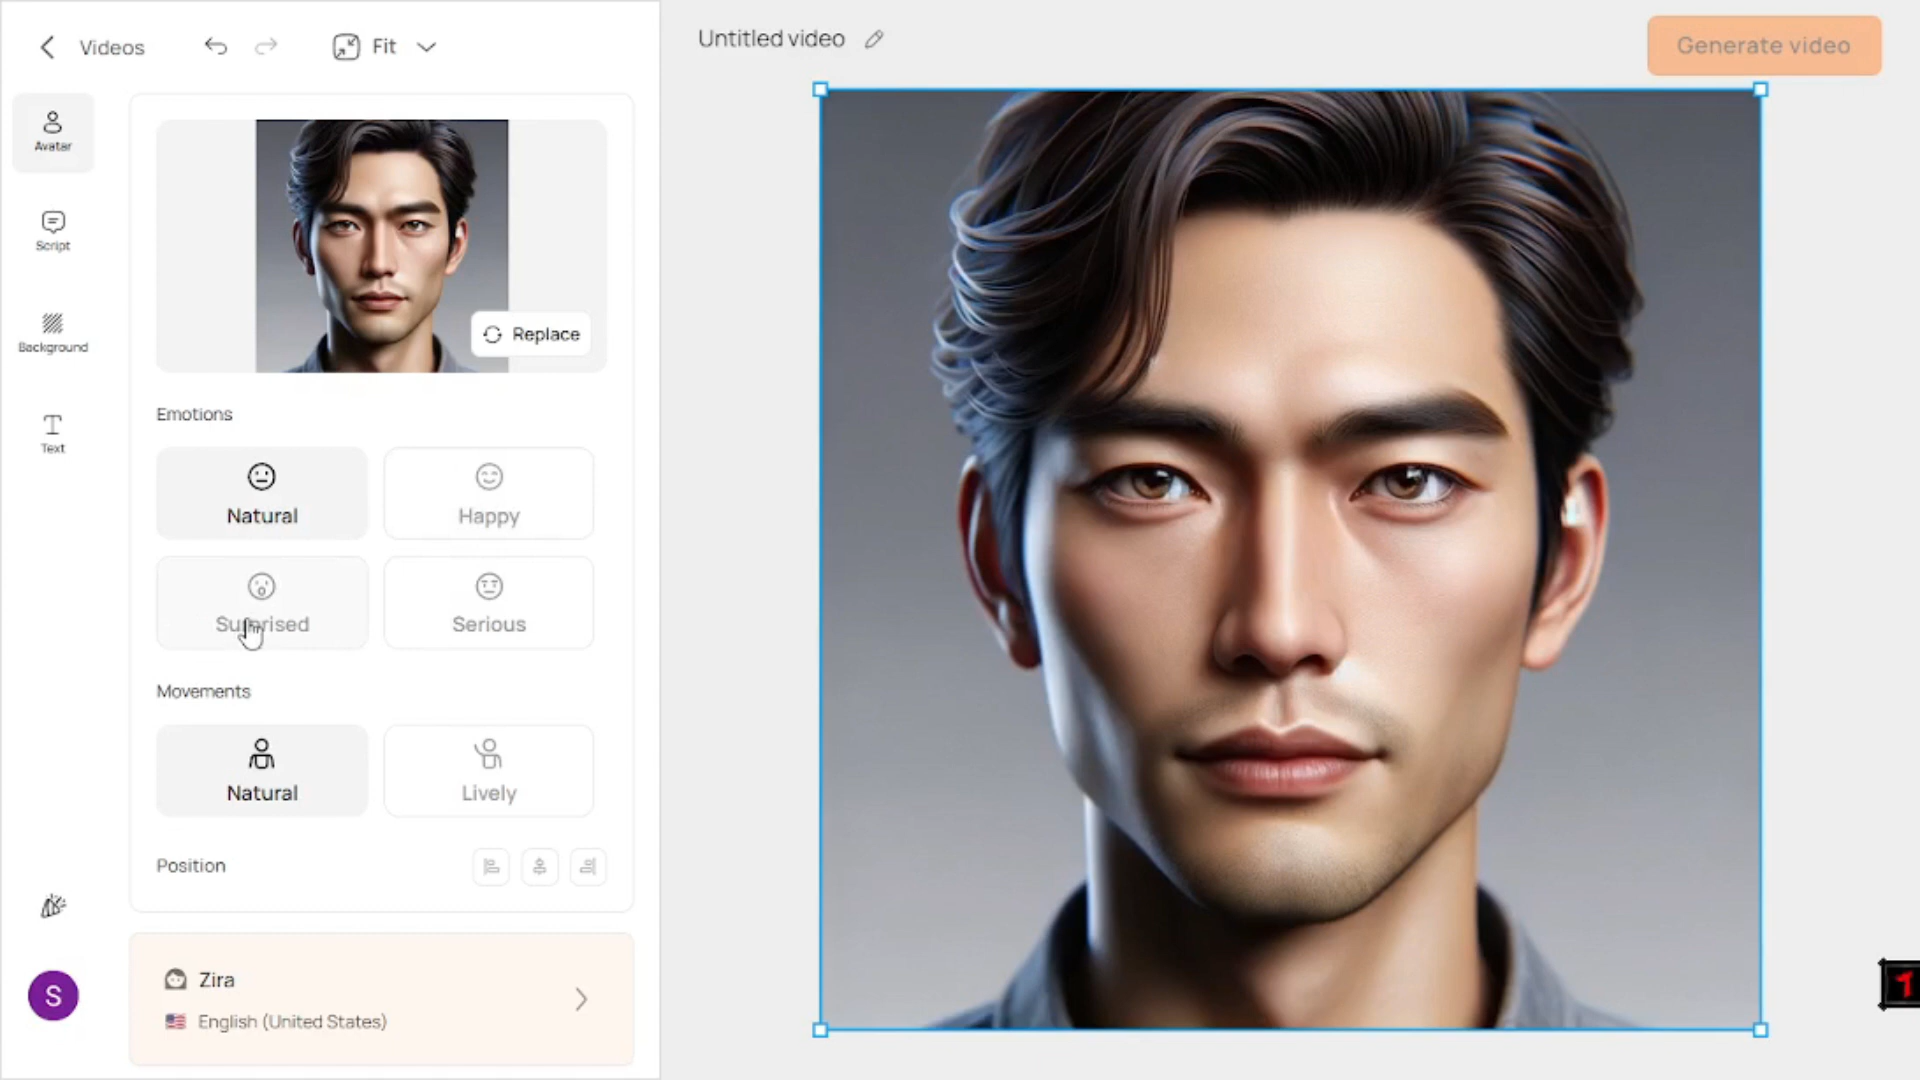 Videos
Fit
Untitled video
Generate video
Avatar
Script
Background
Text
Replace
Emotions
Natural
Happy
Surprised
Serious
Movements
Natural
Lively
Position
Zira
English (United States)
S
1